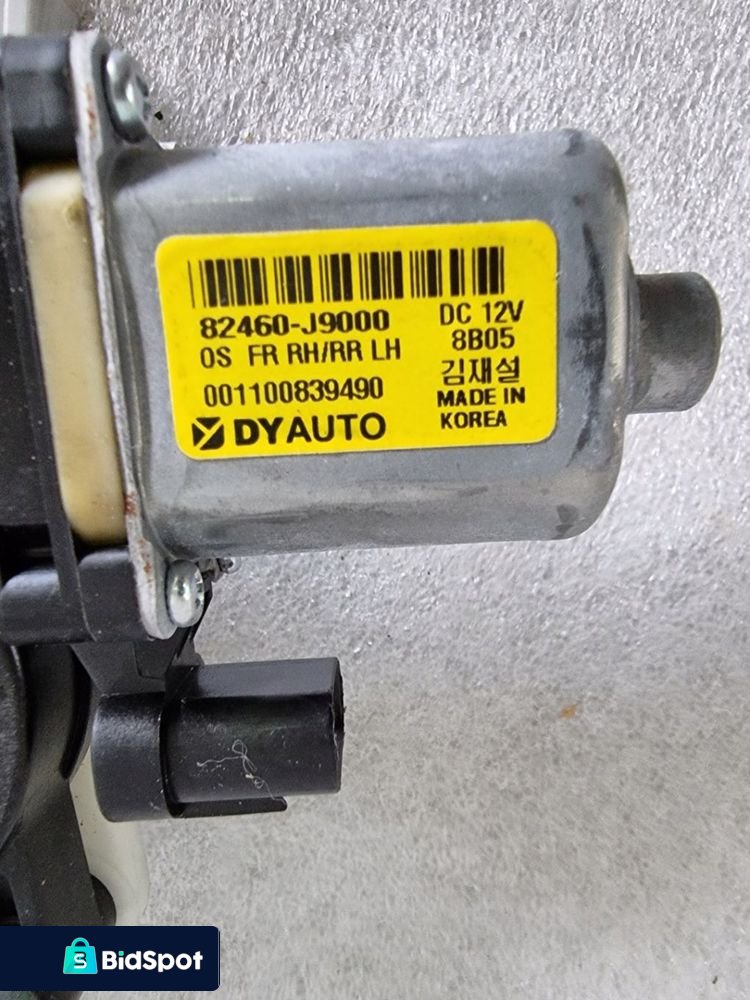 82460-J9000 DC 12V
OS FR RH/RR LH 8B05
001100839490 김재설
DYAUTO MADE IN
KOREA
BidSpot